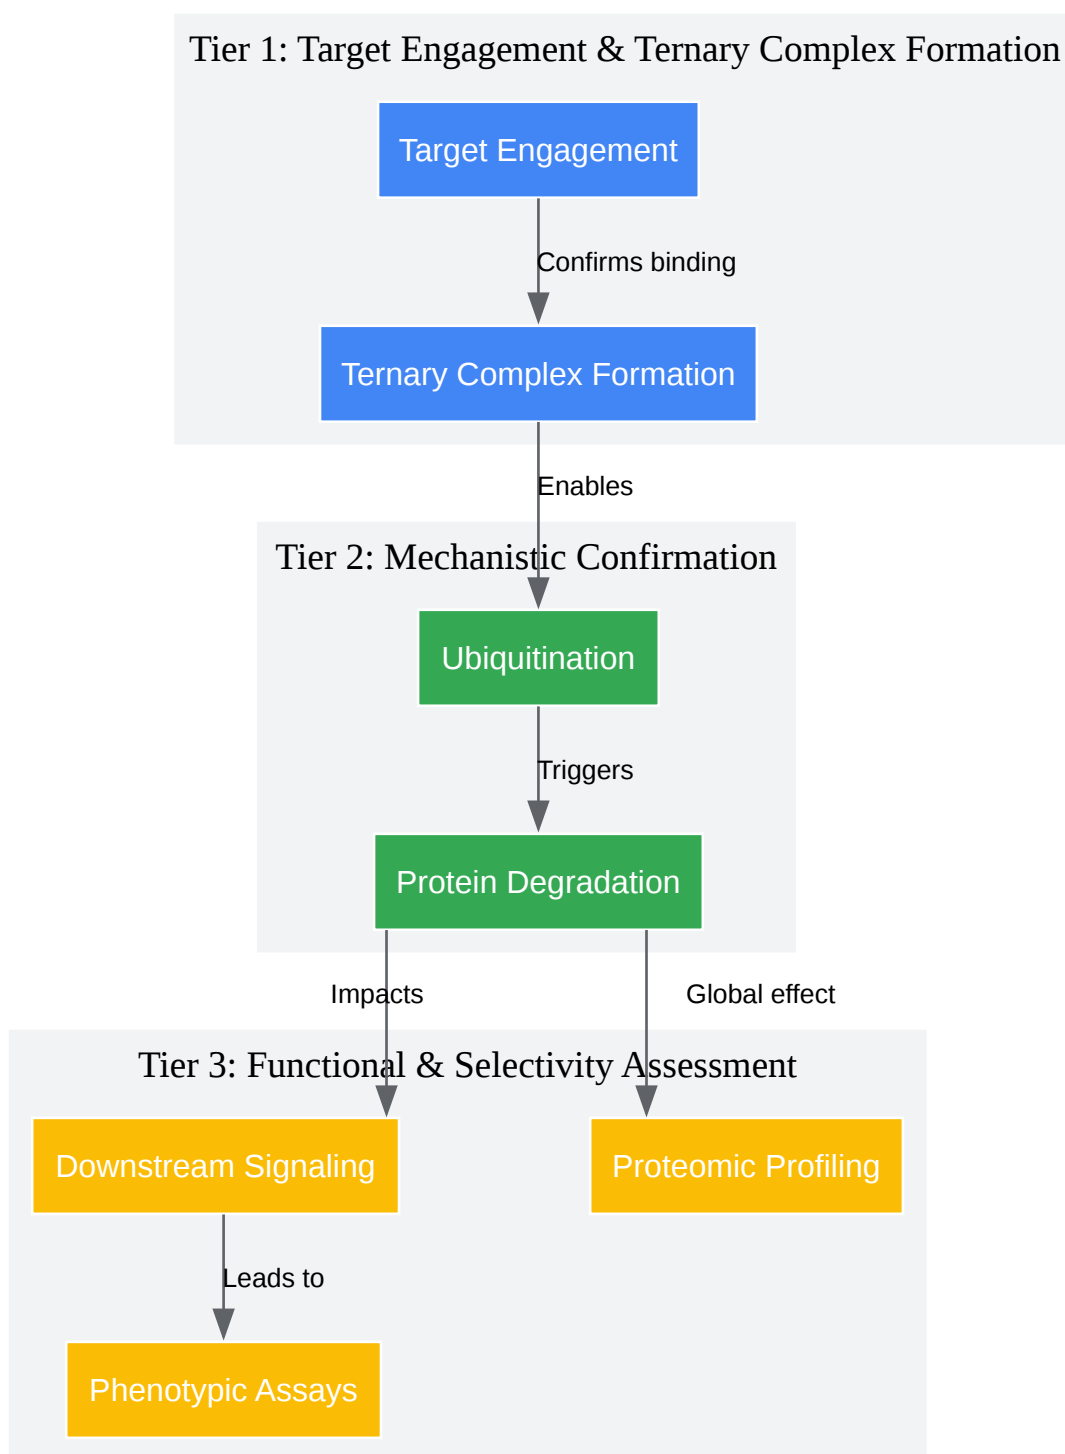 Tier 1: Target Engagement & Ternary Complex Formation
Target Engagement
Confirms binding
Ternary Complex Formation
Enables
Tier 2: Mechanistic Confirmation
Ubiquitination
Triggers
Protein Degradation
Impacts
Global effect
Tier 3: Functional & Selectivity Assessment
Downstream Signaling
Proteomic Profiling
Leads to
Phenotypic Assays